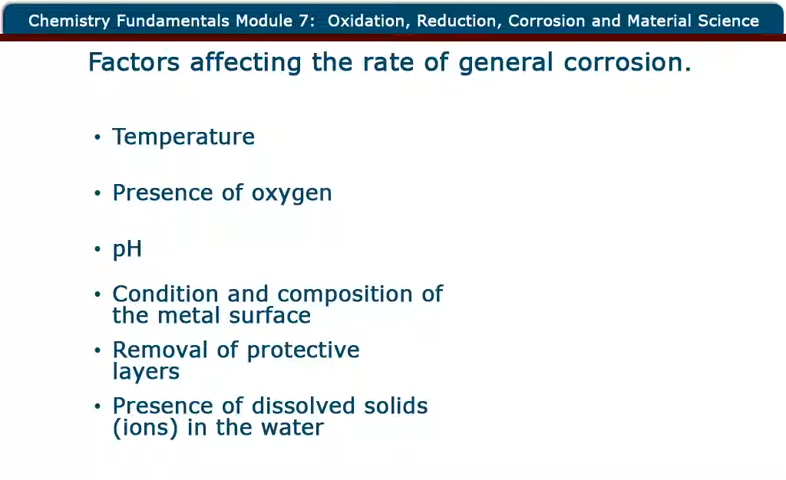 Chemistry Fundamentals Module 7: Oxidation, Reduction, Corrosion and Material Science
Factors affecting the rate of general corrosion.
• Temperature
• Presence of oxygen
• pH
• Condition and composition of
the metal surface
• Removal of protective
layers
• Presence of dissolved solids
(ions) in the water